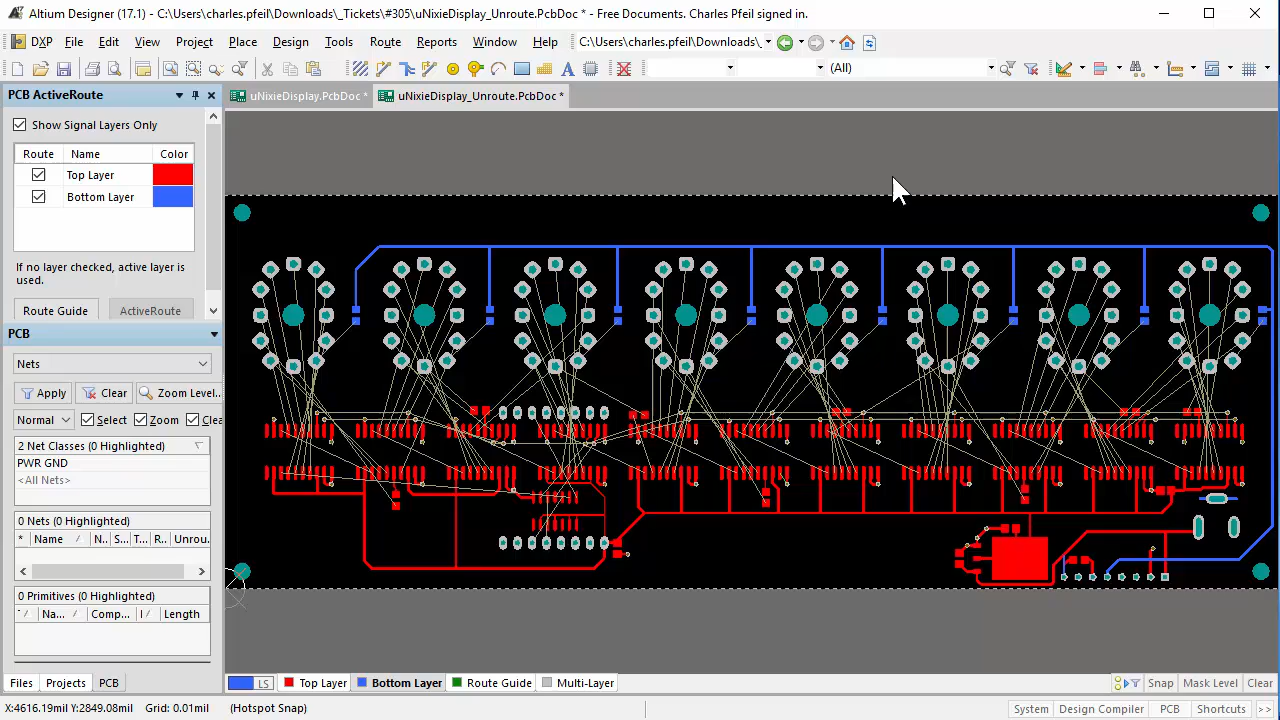 Altium Designer (17.1) - C:\Users\charles.pfeil\Downloads\_Tickets\#305\uNixieDisplay_Unroute.PcbDoc * - Free Documents. Charles Pfeil signed in.
DXP File Edit View Project Place Design Tools Route Reports Window Help C:\Users\charles.pfeil\Downloads\_
(All)
PCB ActiveRoute
uNixieDisplay.PcbDoc * uNixieDisplay_Unroute.PcbDoc *
Show Signal Layers Only
Route Name Color
Top Layer
Bottom Layer
If no layer checked, active layer is
used.
Route Guide ActiveRoute
PCB
Nets
Apply Clear Zoom Level..
Normal Select Zoom Clea
2 Net Classes (0 Highlighted)
PWR GND
<All Nets>
0 Nets (0 Highlighted)
* Name N.. S... T... R... Unrou.
0 Primitives (0 Highlighted)
Na... Comp... Length
Files Projects PCB
LS Top Layer Bottom Layer Route Guide Multi-Layer Snap Mask Level Clear
X:4616.19mil Y:2849.08mil Grid: 0.01mil (Hotspot Snap) System Design Compiler PCB Shortcuts >>